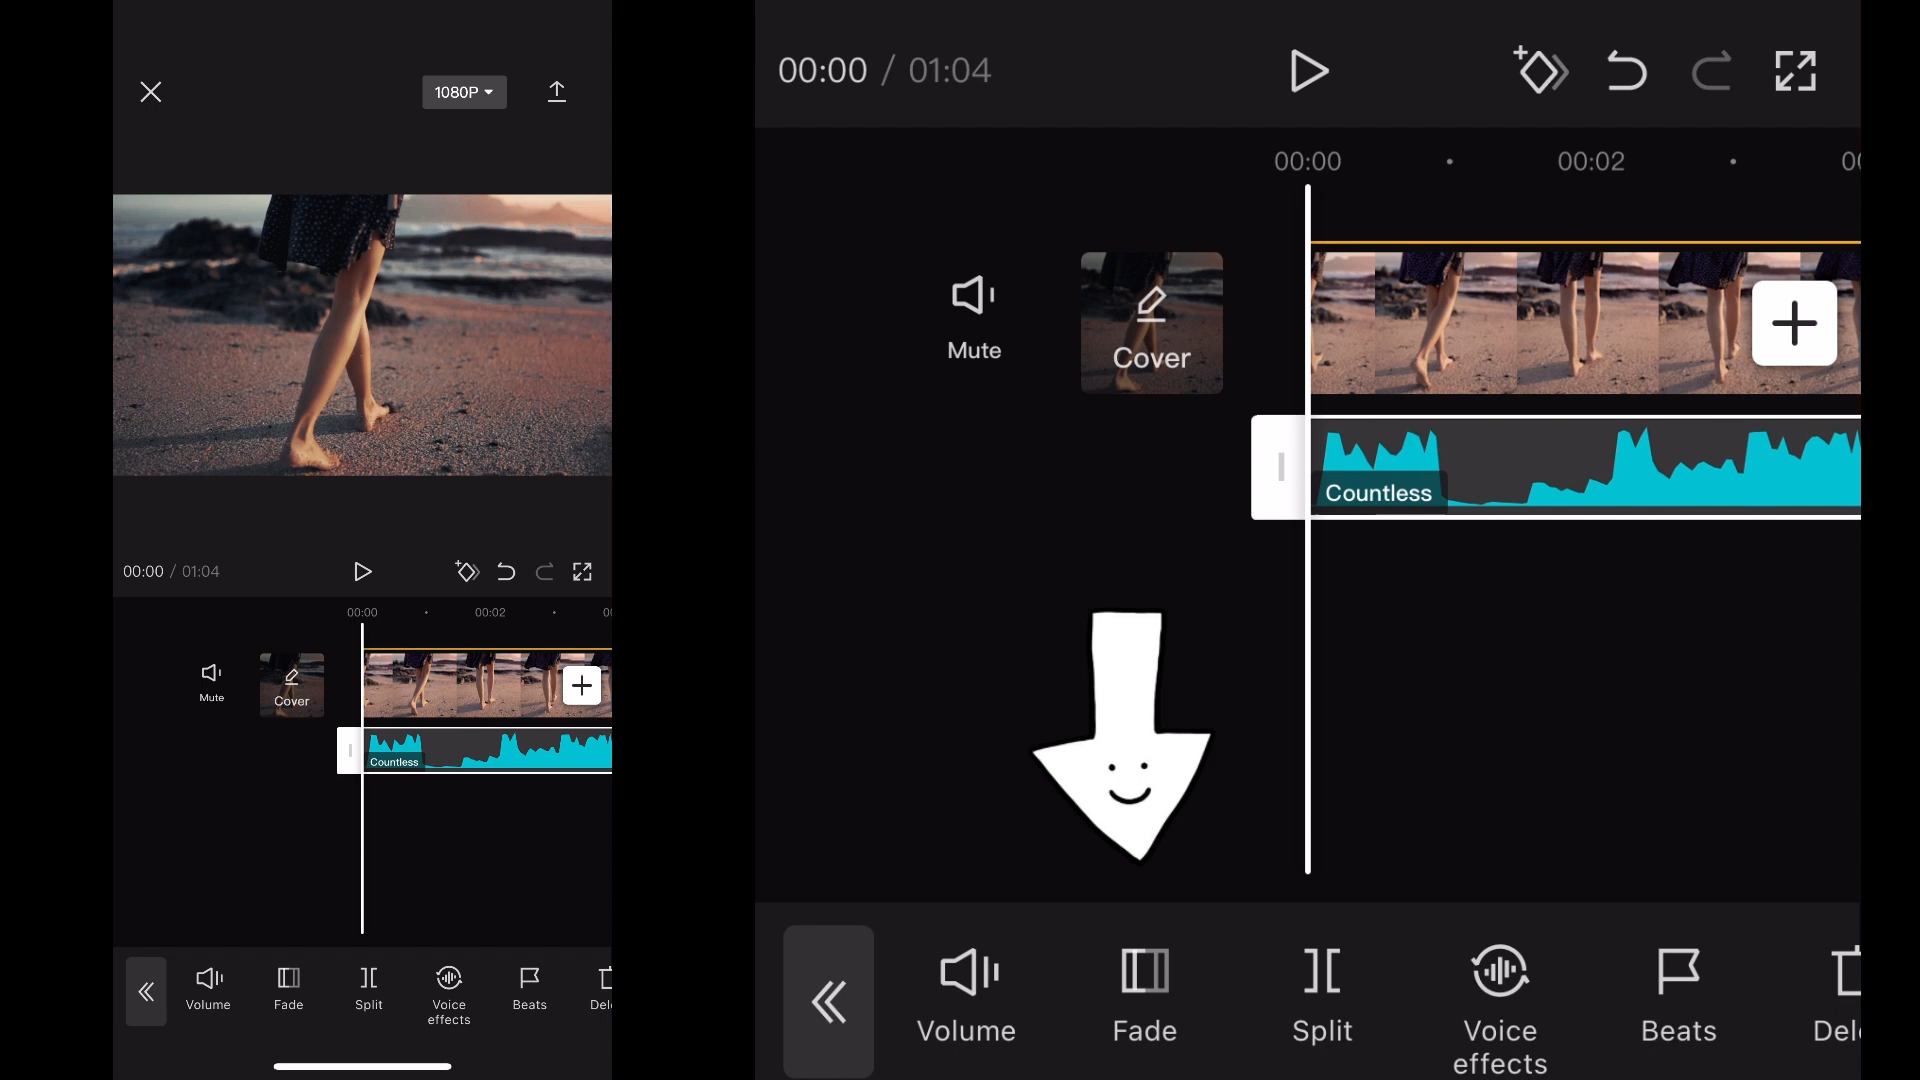 1080P
00:00 / 01:04
00:00 • 00:02 • 00
Mute
Cover
Countless
Volume
Fade
Split
Voice
effects
Beats
Del
00:00 / 01:04
00:00 • 00:02 • 00
Mute
Cover
Countless
Volume
Fade
Split
Voice
effects
Beats
Del